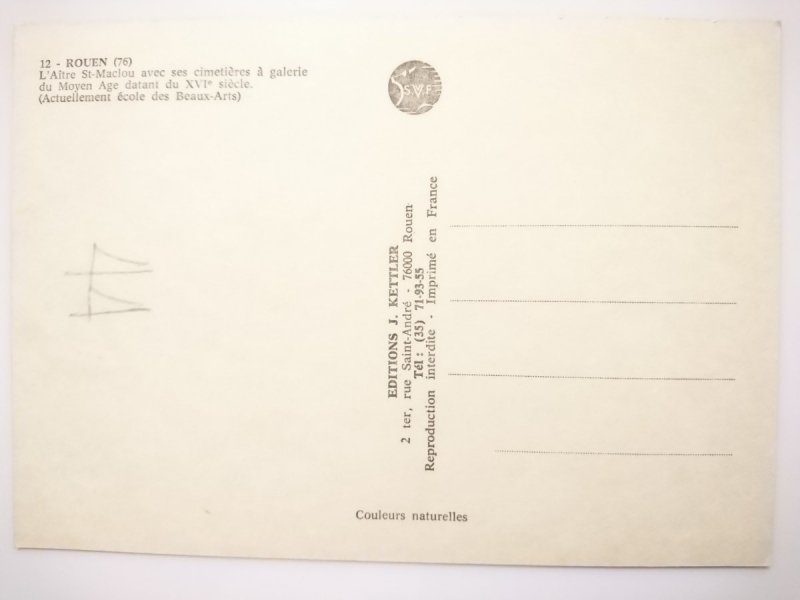 12 - ROUEN (76)
L'Aître St-Maclou avec ses cimetières à galerie
du Moyen Age datant du XVIe siècle.
(Actuellement école des Beaux-Arts)
S.V.F.
EDITIONS J. KETTLER
2 ter, rue Saint-André - 76000 Rouen
Tél : (35) 71-93-55
Reproduction interdite - Imprimé en France
Couleurs naturelles